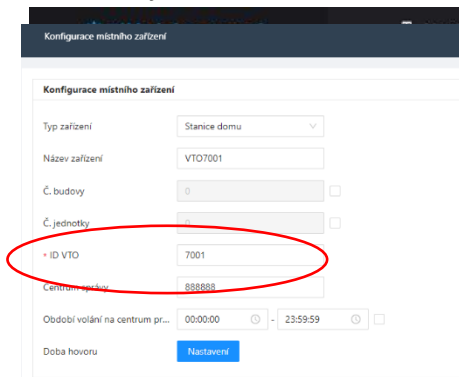 Konfigurace místního zařízení
Konfigurace místního zařízení
Typ zařízení Stanice domu
Název zařízení VTO7001
Č. budovy 0
Č. jednotky 0
* ID VTO 7001
Centrum správy 888888
Období volání na centrum pr... 00:00:00 - 23:59:59
Doba hovoru Nastavení